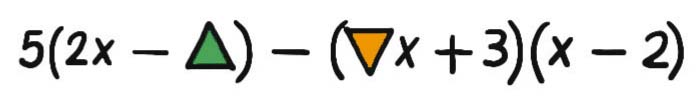 5(2x − ▲) − (▼x + 3)(x − 2)